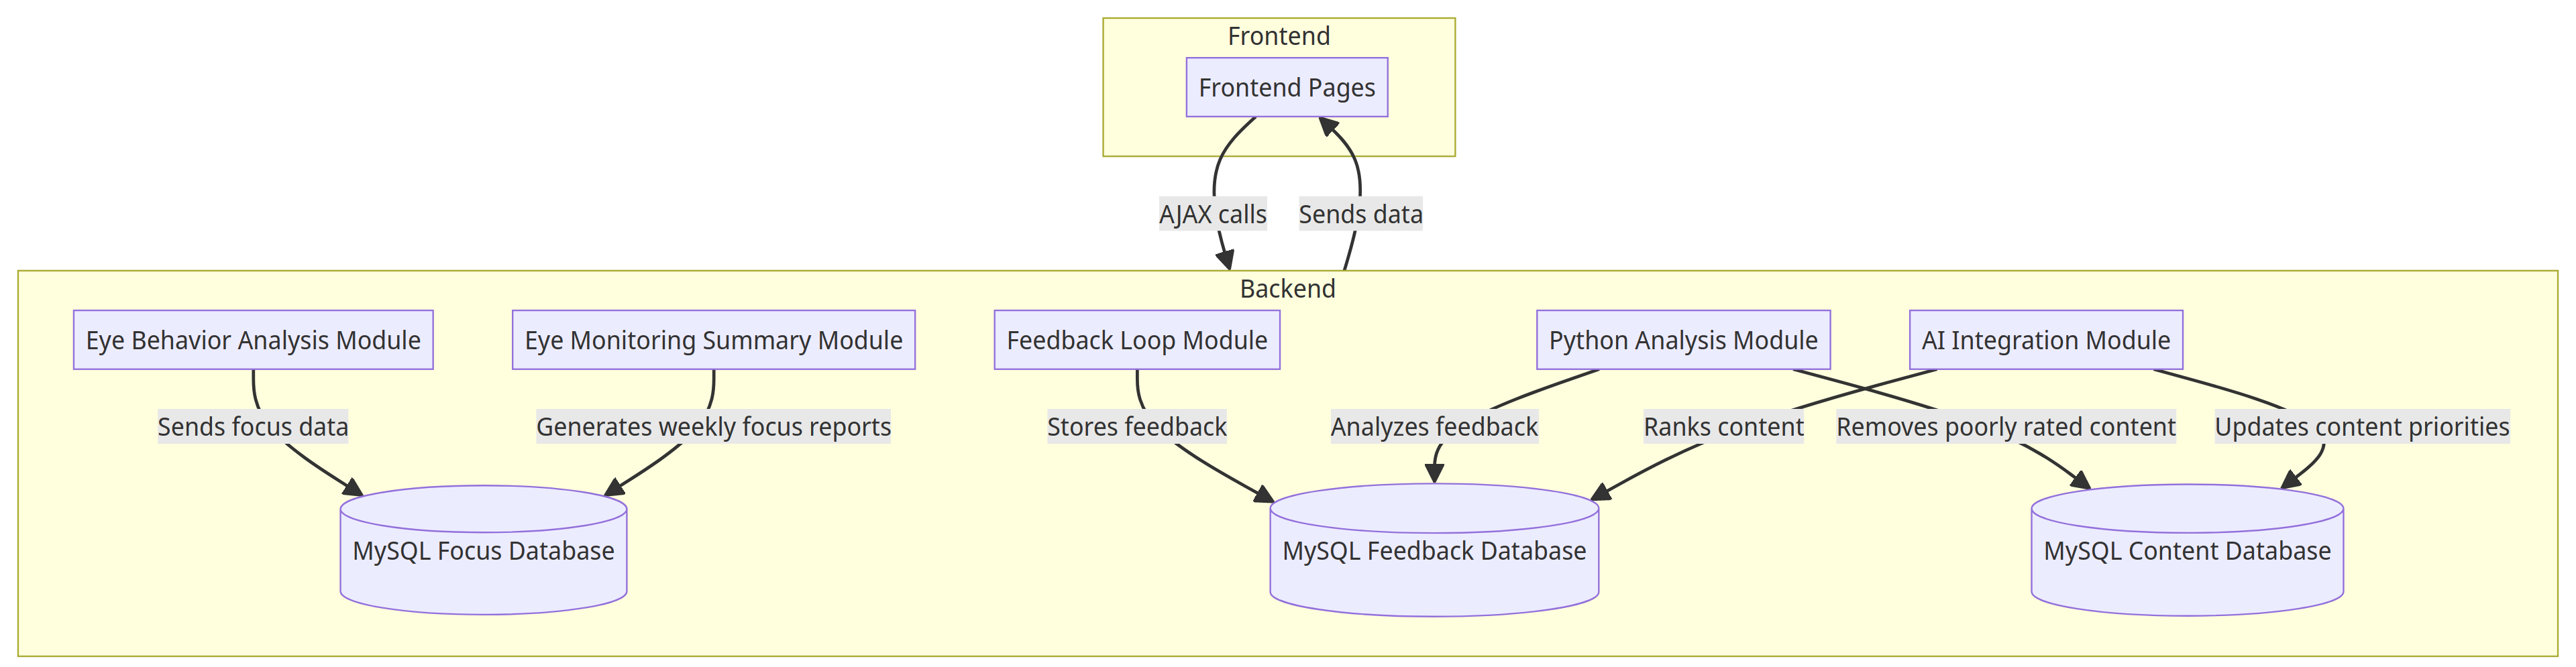 Frontend
Frontend Pages
AJAX calls
Sends data
Backend
Eye Behavior Analysis Module
Eye Monitoring Summary Module
Feedback Loop Module
Python Analysis Module
AI Integration Module
Sends focus data
Generates weekly focus reports
Stores feedback
Analyzes feedback
Ranks content
Removes poorly rated content
Updates content priorities
MySQL Focus Database
MySQL Feedback Database
MySQL Content Database